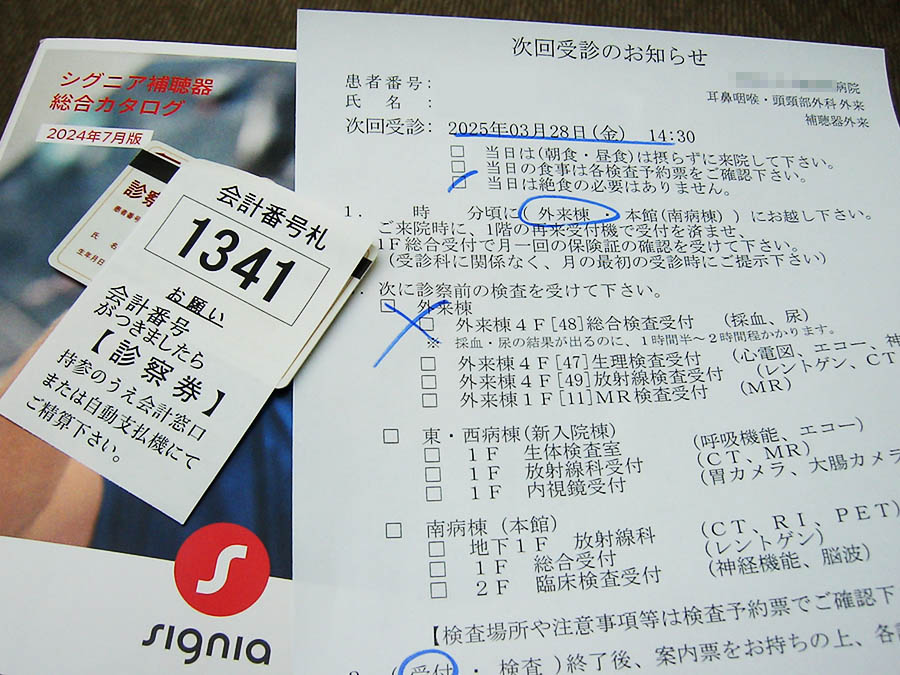 シグニア補聴器
総合カタログ
2024年7月版
診察
患者番号
氏 名
生年月日
会計番号札
1341
お願い
会計番号
がつきましたら
【診察券】
持参のうえ会計窓口
または自動支払機にて
ご精算下さい。
signia
次回受診のお知らせ
病院
耳鼻咽喉・頭頸部外科 外来
補聴器外来
患者番号:
氏 名 :
次回受診: 2025年03月28日(金) 14:30
□ 当日は(朝食・昼食)は摂らずに来院して下さい。
□ 当日の食事は各検査予約票をご確認下さい。
□ 当日は絶食の必要はありません。
1. 時 分頃に( 外来棟 ・ 本館(南病棟) )にお越し下さい。
ご来院時に、1階の再来受付機で受付を済ませ、
1F総合受付で月一回の保険証の確認を受けて下さい。
(受診科に関係なく、月の最初の受診時にご提示下さい)
. 次に診察前の検査を受けて下さい。
□ 外来棟
□ 外来棟4F[48]総合検査受付 (採血、尿)
※ 採血・尿の結果が出るのに、1時間半~2時間程かかります。
□ 外来棟4F[47]生理検査受付 (心電図、エコー、神
□ 外来棟4F[49]放射線検査受付 (レントゲン、CT
□ 外来棟1F[11]MR検査受付 (MR)
□ 東・西病棟(新入院棟)
□ 1F 生体検査室 (呼吸機能、エコー)
□ 1F 放射線科受付 (CT、MR)
□ 1F 内視鏡受付 (胃カメラ、大腸カメラ
□ 南病棟(本館)
□ 地下1F 放射線科 (CT、RI、PET)
□ 1F 総合受付 (レントゲン)
□ 2F 臨床検査受付 (神経機能、脳波)
【検査場所や注意事項等は検査予約票でご確認下
( 受付 ・ 検査 )終了後、案内票をお持ちの上、各